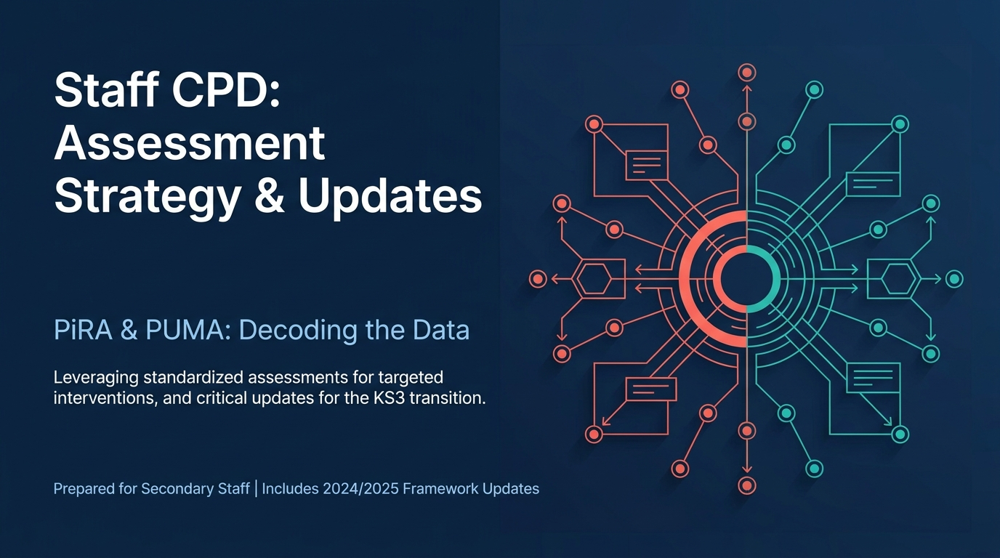 Staff CPD:
Assessment
Strategy & Updates
PiRA & PUMA: Decoding the Data
Leveraging standardized assessments for targeted
interventions, and critical updates for the KS3 transition.
Prepared for Secondary Staff | Includes 2024/2025 Framework Updates